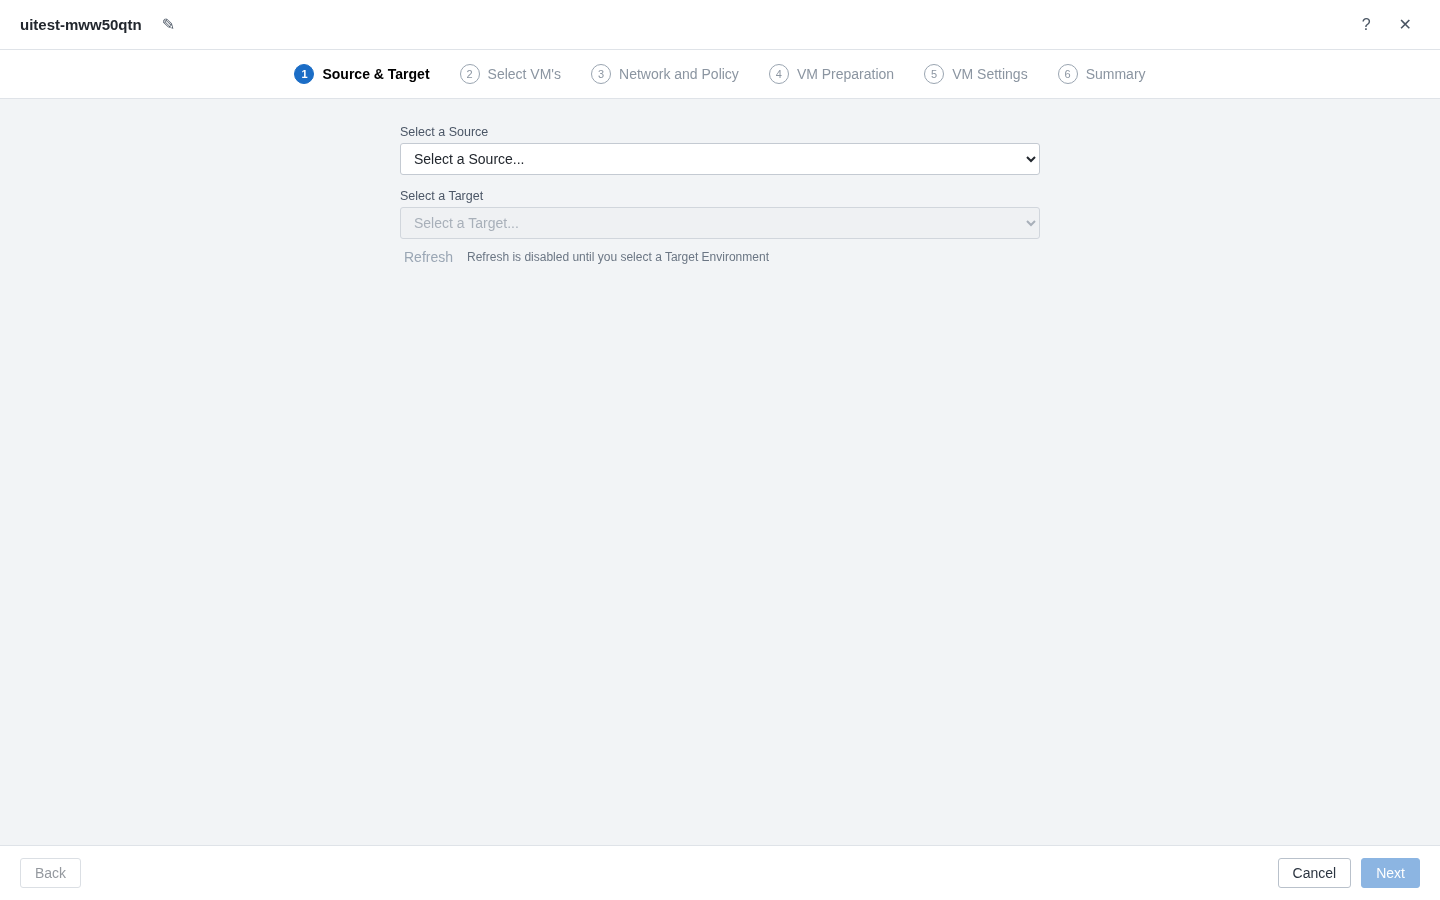 uitest-mww50qtn ✎ ? ✕
1 Source & Target 2 Select VM's 3 Network and Policy 4 VM Preparation 5 VM Settings 6 Summary
Select a Source
Select a Source...
Select a Target
Select a Target...
Refresh Refresh is disabled until you select a Target Environment
Back Cancel Next